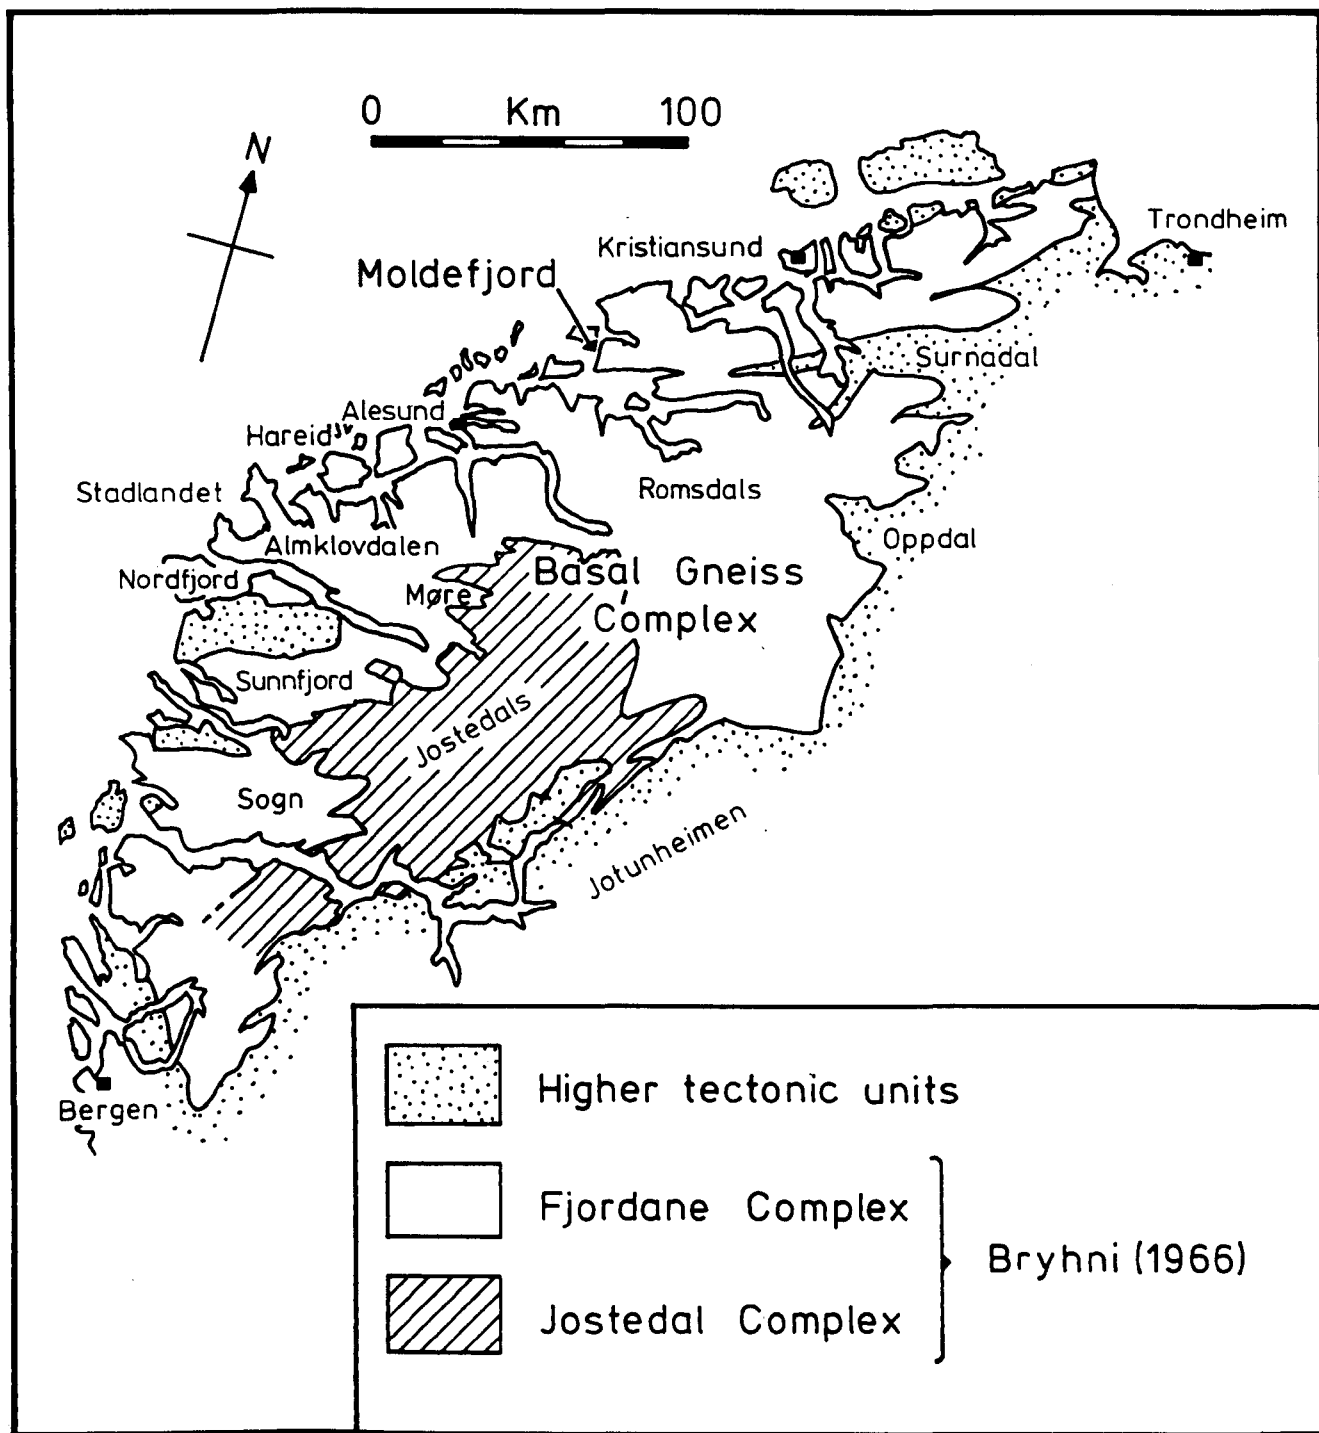 0 Km 100
N
Trondheim
Kristiansund
Moldefjord
Surnadal
Alesund
Hareid
Stadlandet
Romsdals
Almklovdalen
Oppdal
Nordfjord
Basal Gneiss
Complex
Møre
Sunnfjord
Jostedals
Sogn
Jotunheimen
Bergen
Higher tectonic units
Fjordane Complex
Bryhni (1966)
Jostedal Complex